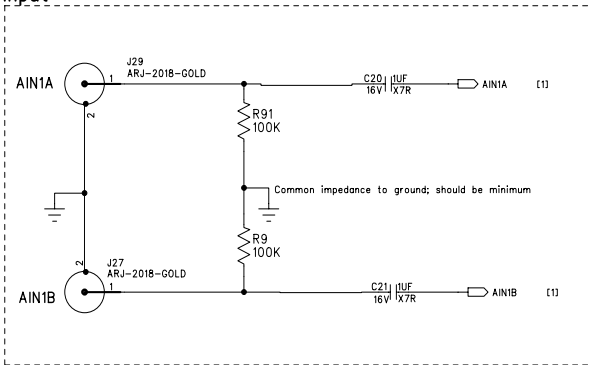 Input
J29
ARJ-2018-GOLD
AIN1A
1
2
C20
1UF
16V
X7R
AIN1A
[1]
R91
100K
Common impedance to ground; should be minimum
R9
100K
2
J27
ARJ-2018-GOLD
1
AIN1B
C21
1UF
16V
X7R
AIN1B
[1]